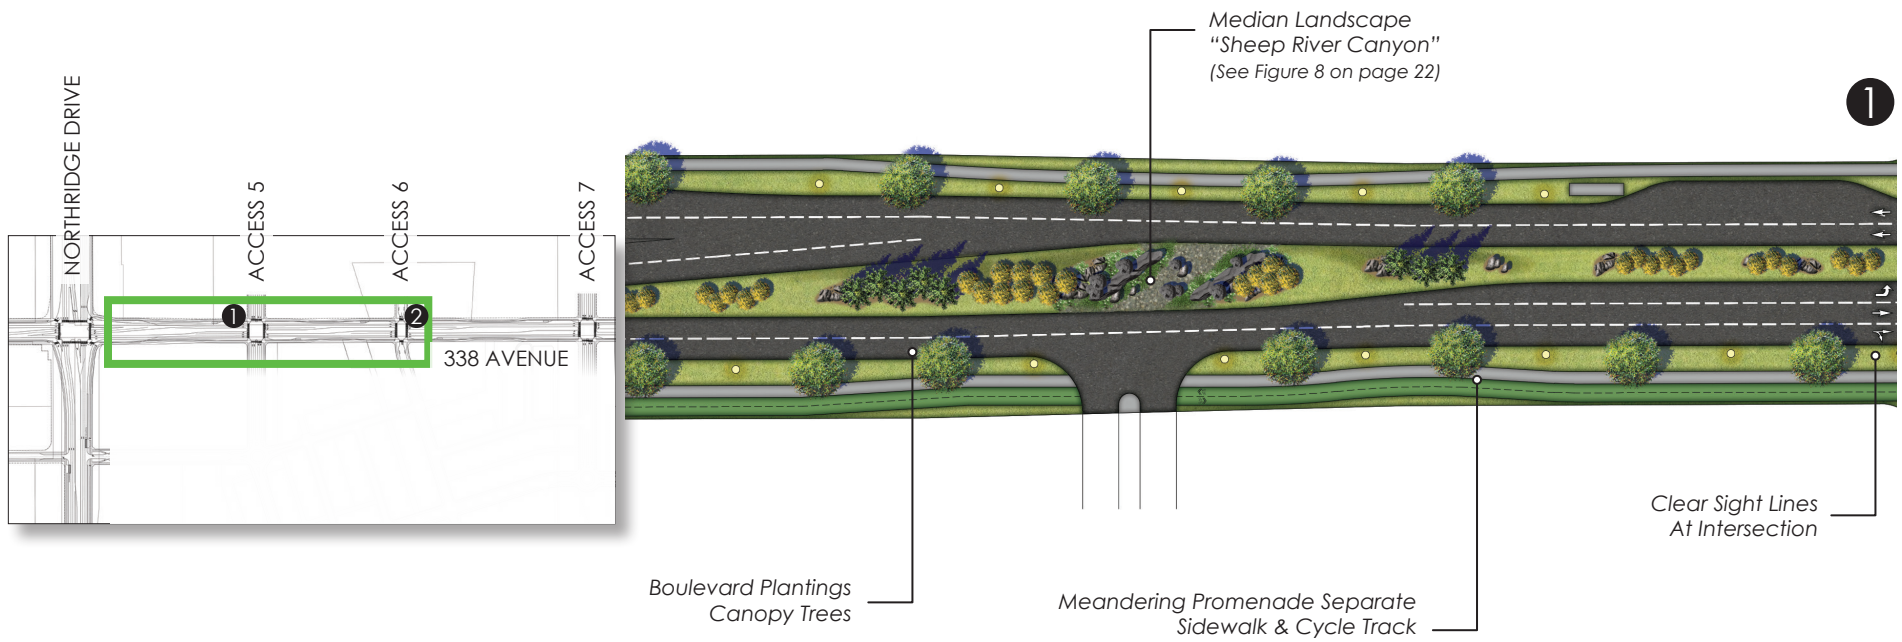 NORTHRIDGE DRIVE
ACCESS 5
ACCESS 6
ACCESS 7
1
2
338 AVENUE
Median Landscape
“Sheep River Canyon”
(See Figure 8 on page 22)
1
Boulevard Plantings
Canopy Trees
Meandering Promenade Separate
Sidewalk & Cycle Track
Clear Sight Lines
At Intersection